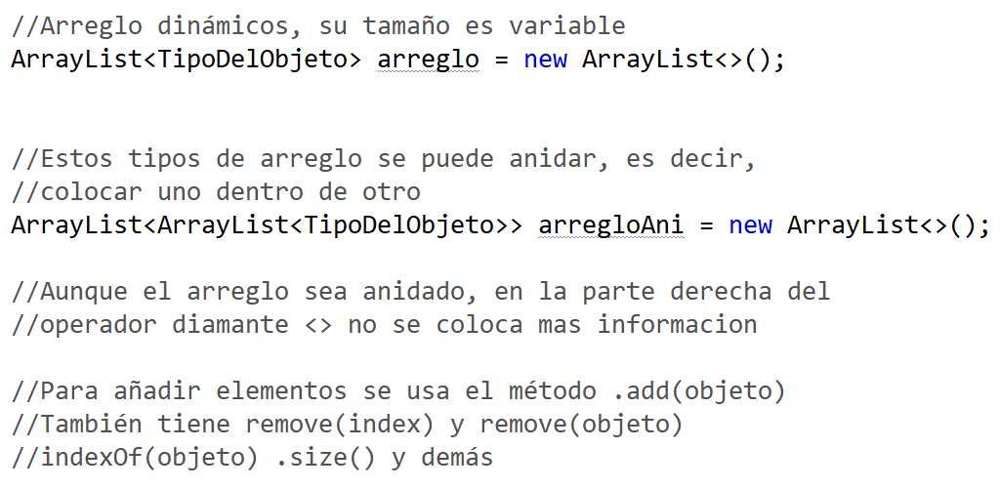 //Arreglo dinámicos, su tamaño es variable
ArrayList<TipoDelObjeto> arreglo = new ArrayList<>();
//Estos tipos de arreglo se puede anidar, es decir,
//colocar uno dentro de otro
ArrayList<ArrayList<TipoDelObjeto>> arregloAni = new ArrayList<>();
//Aunque el arreglo sea anidado, en la parte derecha del
//operador diamante <> no se coloca mas informacion
//Para añadir elementos se usa el método .add(objeto)
//También tiene remove(index) y remove(objeto)
//indexOf(objeto) .size() y demás